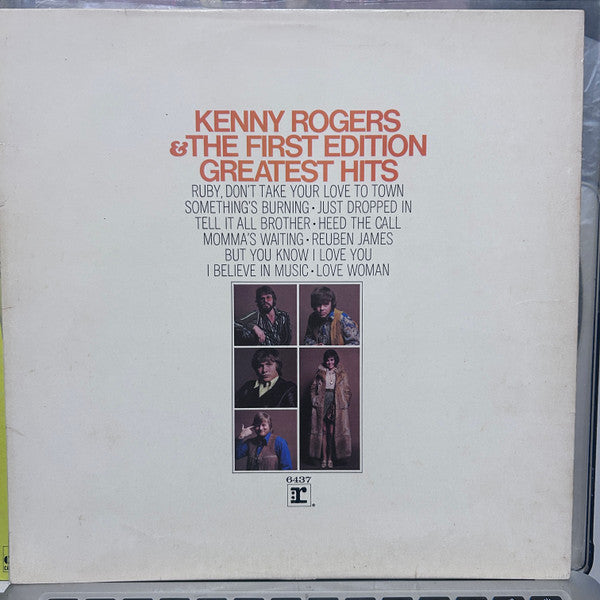 KENNY ROGERS
& THE FIRST EDITION
GREATEST HITS
RUBY, DON'T TAKE YOUR LOVE TO TOWN
SOMETHING'S BURNING • JUST DROPPED IN
TELL IT ALL BROTHER • HEED THE CALL
MOMMA'S WAITING • REUBEN JAMES
BUT YOU KNOW I LOVE YOU
I BELIEVE IN MUSIC • LOVE WOMAN
6437
r